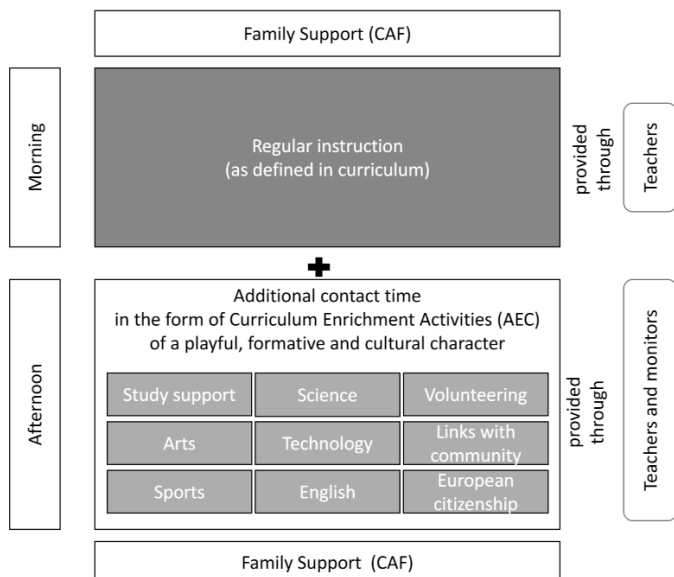 Family Support (CAF)
Morning
Regular instruction
(as defined in curriculum)
provided
through
Teachers
Afternoon
Additional contact time
in the form of Curriculum Enrichment Activities (AEC)
of a playful, formative and cultural character
Study support
Science
Volunteering
Arts
Technology
Links with
community
Sports
English
European
citizenship
provided
through
Teachers and monitors
Family Support (CAF)